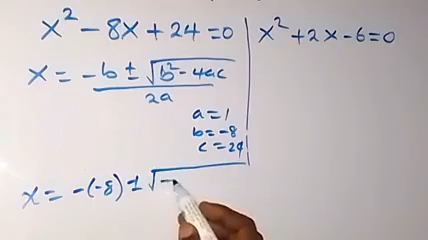 x² - 8x + 24 = 0
x = -b ± √b² - 4ac
2a
a = 1
b = -8
c = 24
x = -(-8) ± √-
x² + 2x - 6 = 0